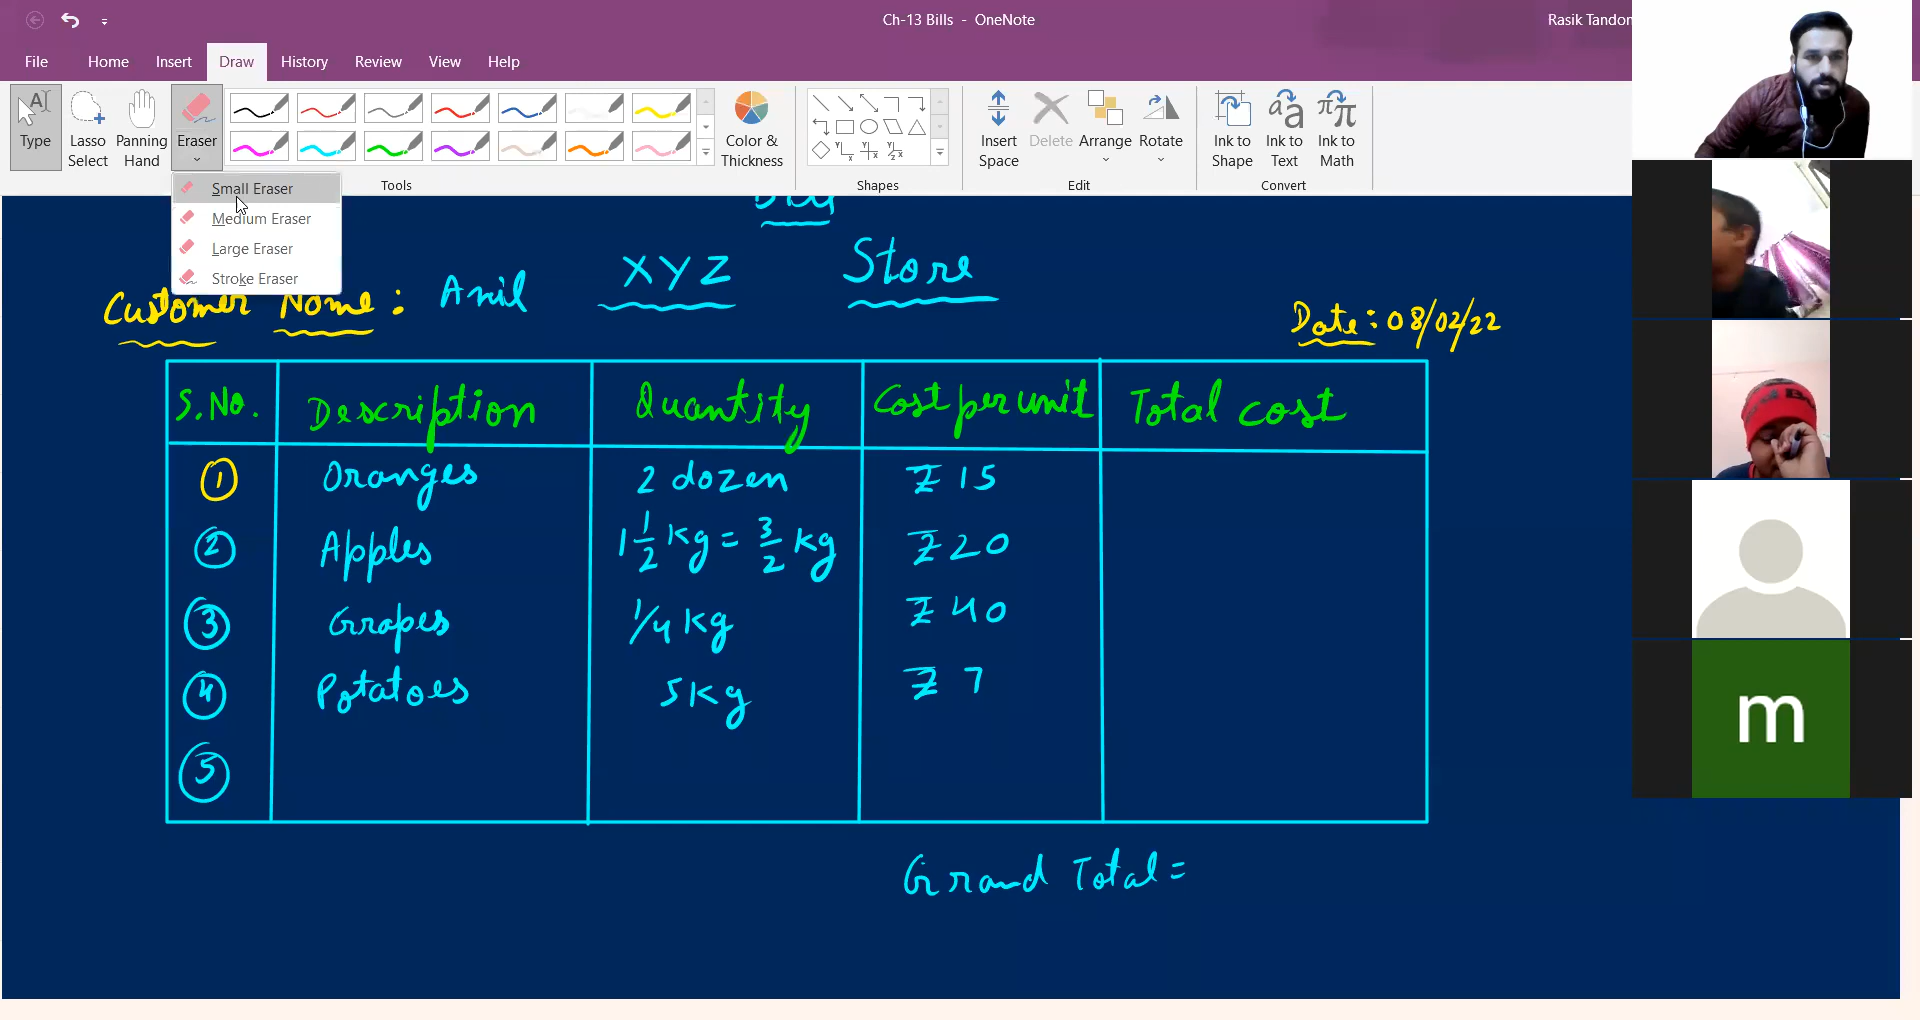 Ch-13 Bills - OneNote
Rasik Tandon
File Home Insert Draw History Review View Help
Type
Lasso Select
Panning Hand
Eraser
Color & Thickness
Insert Space
Delete
Arrange
Rotate
Ink to Shape
Ink to Text
Ink to Math
Tools
Shapes
Edit
Convert
Small Eraser
Medium Eraser
Large Eraser
Stroke Eraser
XYZ Store
Customer Name: Anil
Date: 08/02/22
S.No. Description Quantity Cost per unit Total cost
① Oranges 2 dozen ₹ 15
② Apples 1 1/2 kg = 3/2 kg ₹ 20
③ Grapes 1/4 kg ₹ 40
④ Potatoes 5 kg ₹ 7
⑤
Grand Total =
m